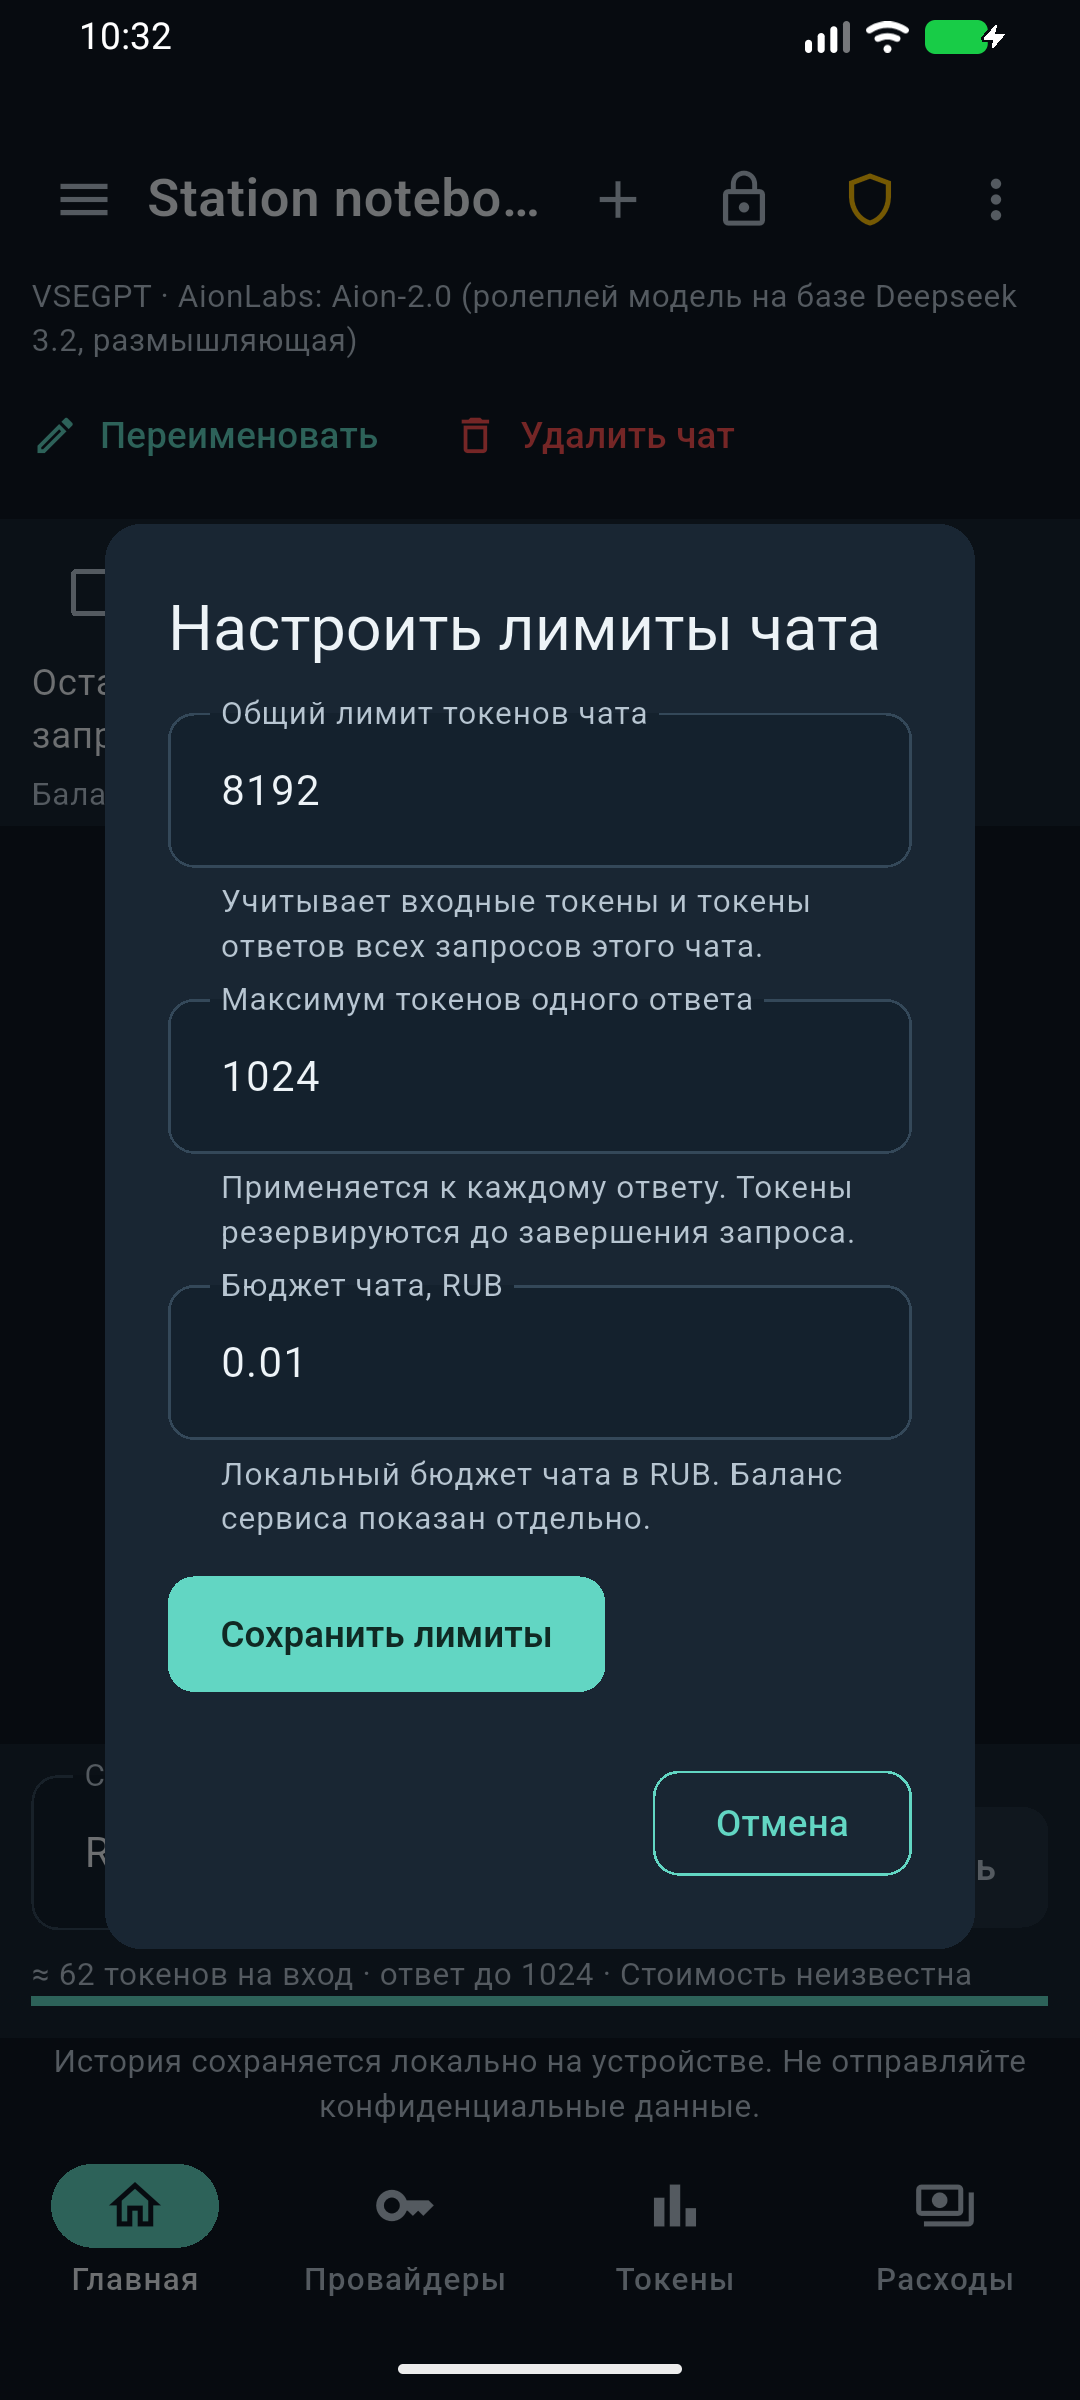 10:32
Station notebo...
VSEGPT · AionLabs: Aion-2.0 (ролеплей модель на базе Deepseek
3.2, размышляющая)
Переименовать
Удалить чат
Настроить лимиты чата
Общий лимит токенов чата
8192
Учитывает входные токены и токены
ответов всех запросов этого чата.
Максимум токенов одного ответа
1024
Применяется к каждому ответу. Токены
резервируются до завершения запроса.
Бюджет чата, RUB
0.01
Локальный бюджет чата в RUB. Баланс
сервиса показан отдельно.
Сохранить лимиты
Отмена
≈ 62 токенов на вход · ответ до 1024 · Стоимость неизвестна
История сохраняется локально на устройстве. Не отправляйте
конфиденциальные данные.
Главная
Провайдеры
Токены
Расходы